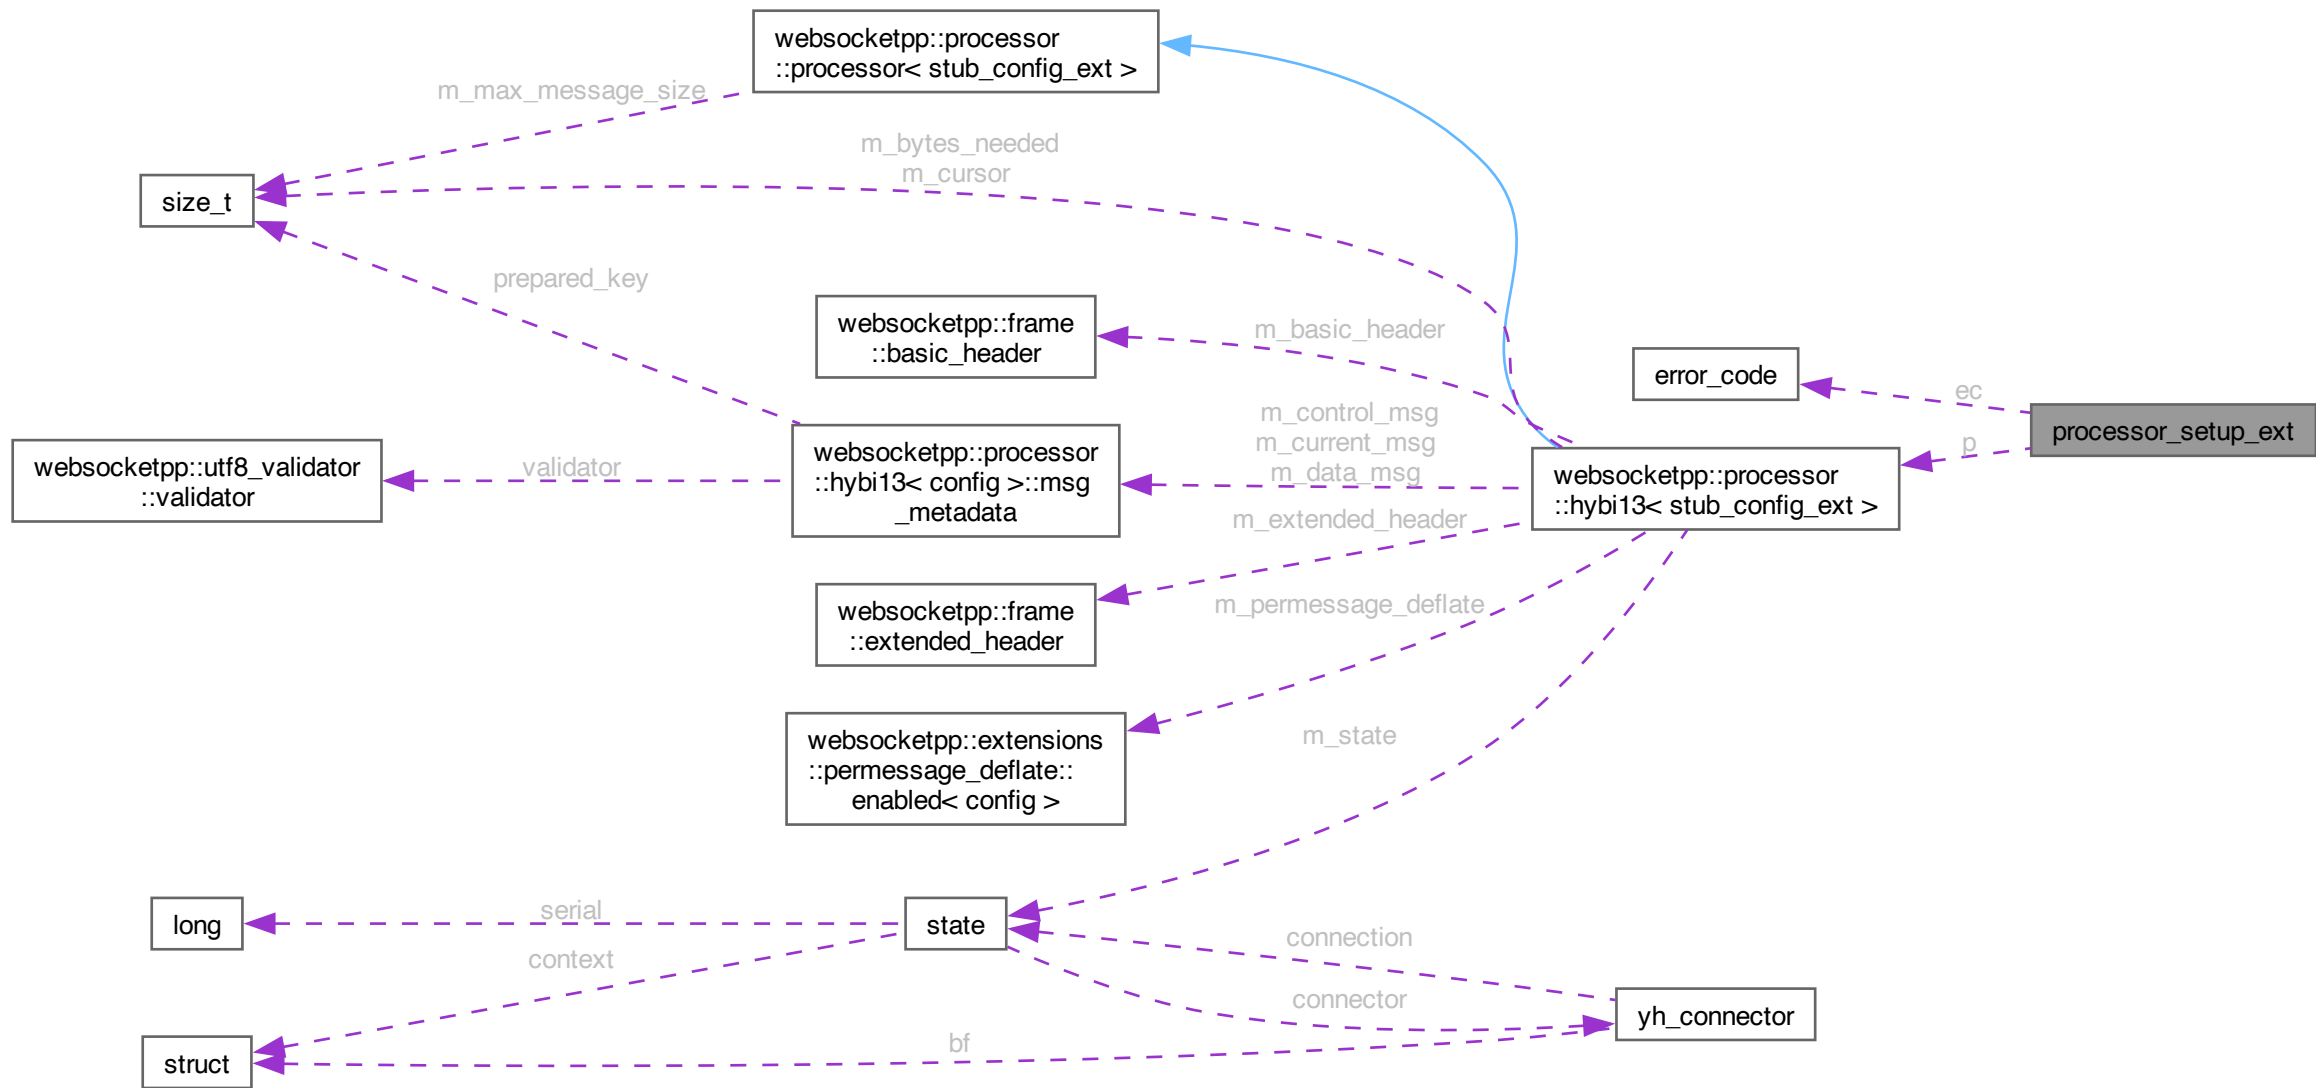 websocketpp::processor
::processor< stub_config_ext >
m_max_message_size
m_bytes_needed
m_cursor
size_t
prepared_key
websocketpp::frame
::basic_header
m_basic_header
error_code
ec
processor_setup_ext
p
m_control_msg
m_current_msg
m_data_msg
websocketpp::utf8_validator
::validator
validator
websocketpp::processor
::hybi13< config >::msg
_metadata
websocketpp::processor
::hybi13< stub_config_ext >
m_extended_header
websocketpp::frame
::extended_header
m_permessage_deflate
websocketpp::extensions
::permessage_deflate::
enabled< config >
m_state
long
serial
state
connection
context
connector
yh_connector
struct
bf